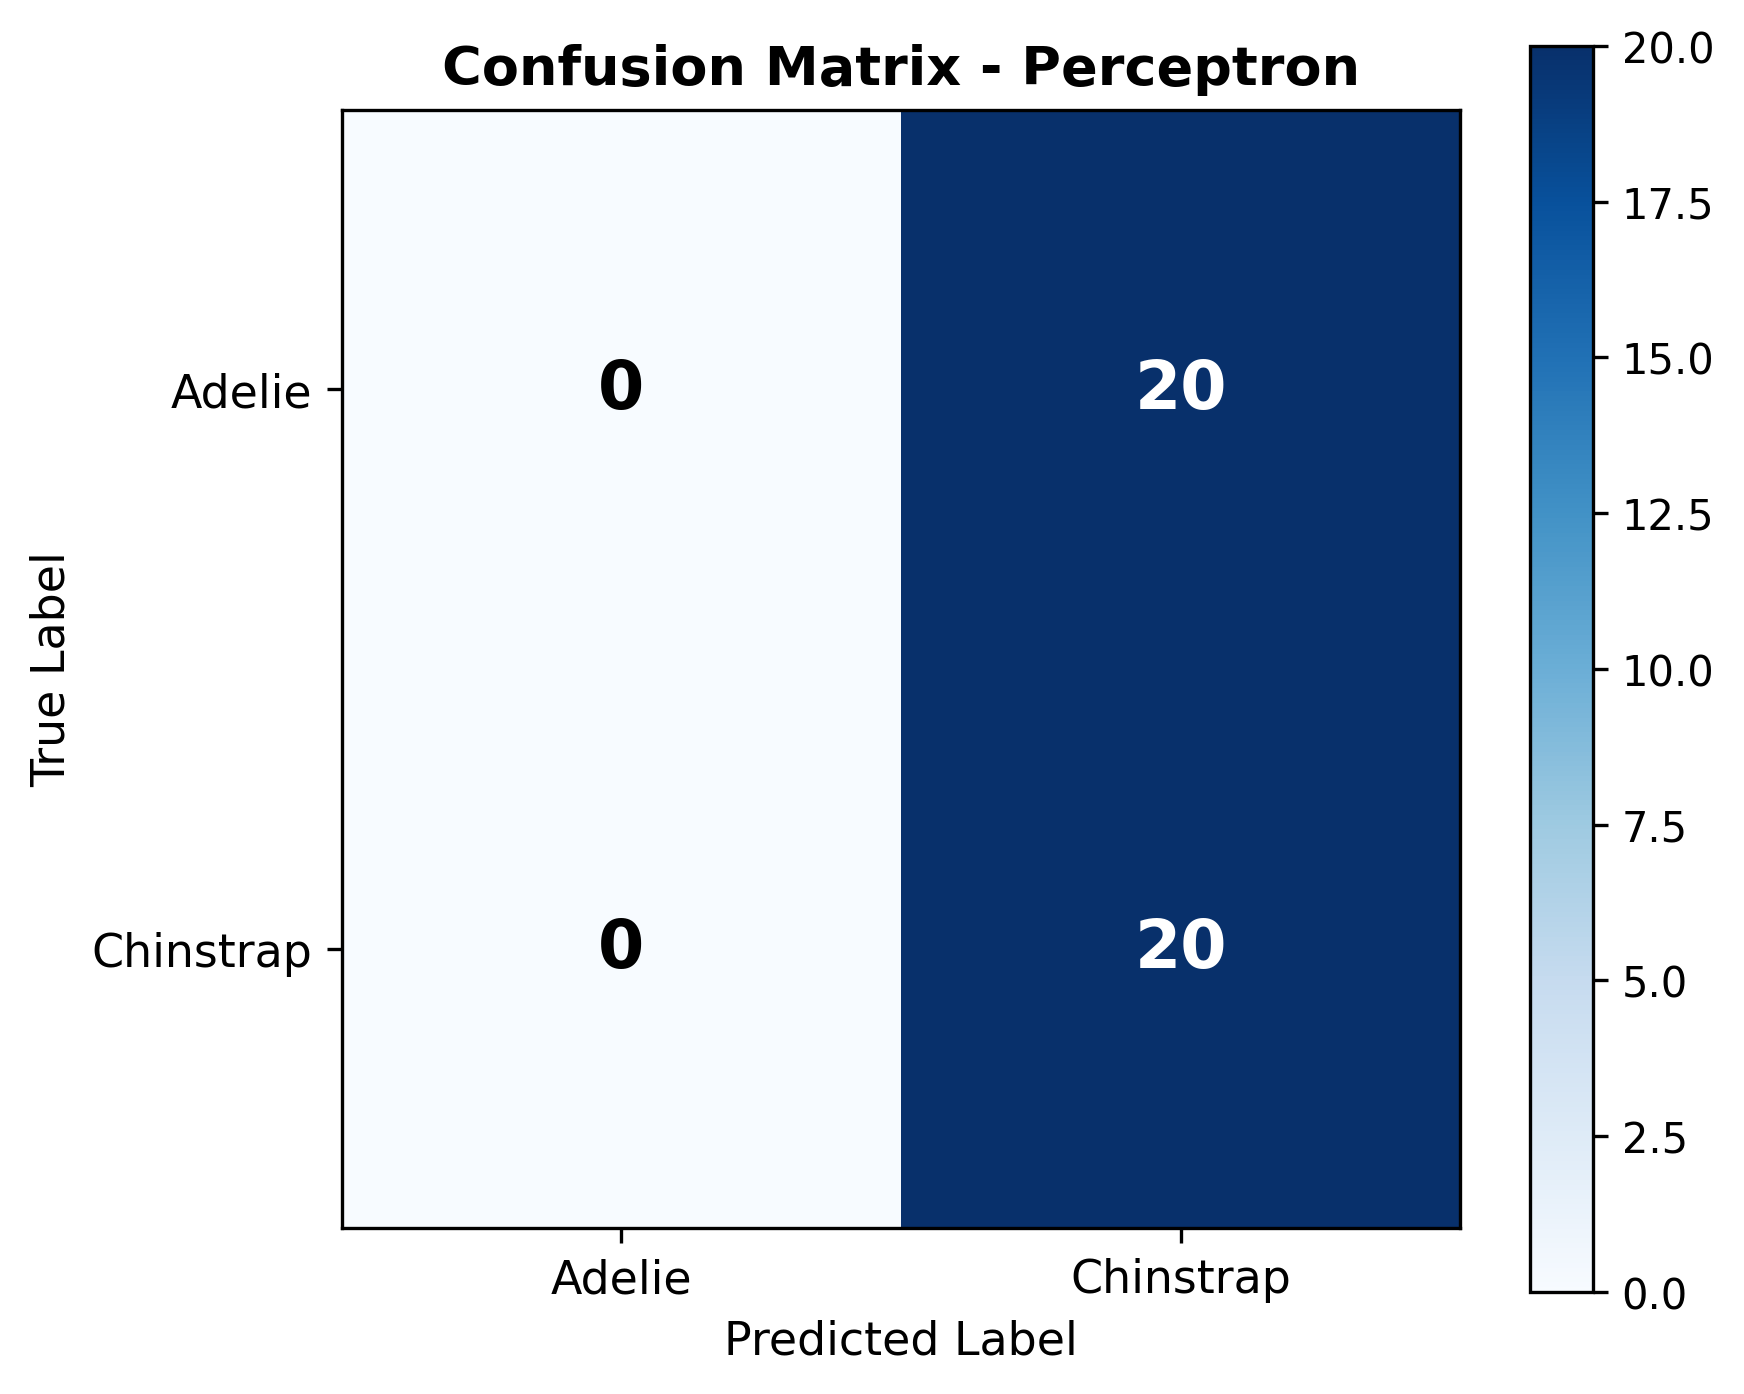 Confusion Matrix - Perceptron
20.0
17.5
15.0
12.5
10.0
7.5
5.0
2.5
0.0
True Label
Adelie
0
20
Chinstrap
0
20
Adelie
Chinstrap
Predicted Label